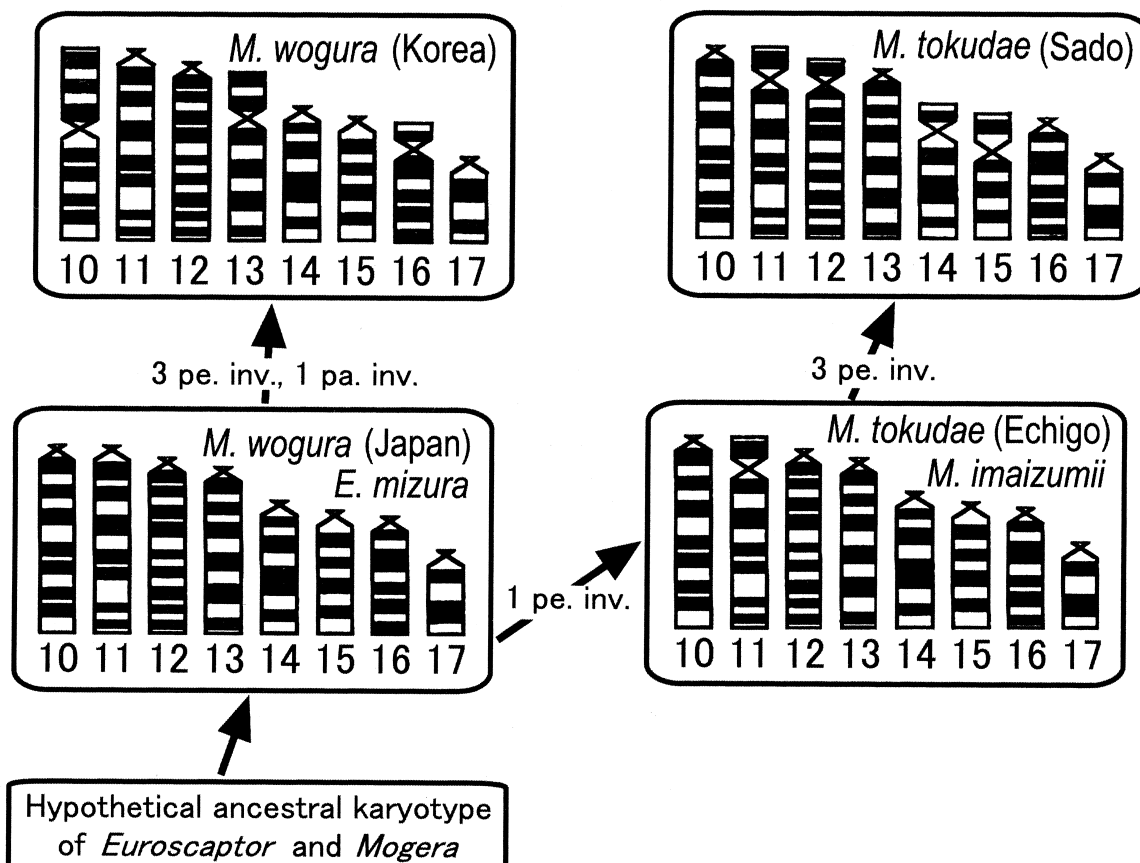 M. wogura (Korea)
10 11 12 13 14 15 16 17
M. tokudae (Sado)
10 11 12 13 14 15 16 17
3 pe. inv., 1 pa. inv.
3 pe. inv.
M. wogura (Japan)
E. mizura
10 11 12 13 14 15 16 17
1 pe. inv.
M. tokudae (Echigo)
M. imaizumii
10 11 12 13 14 15 16 17
Hypothetical ancestral karyotype
of Euroscaptor and Mogera